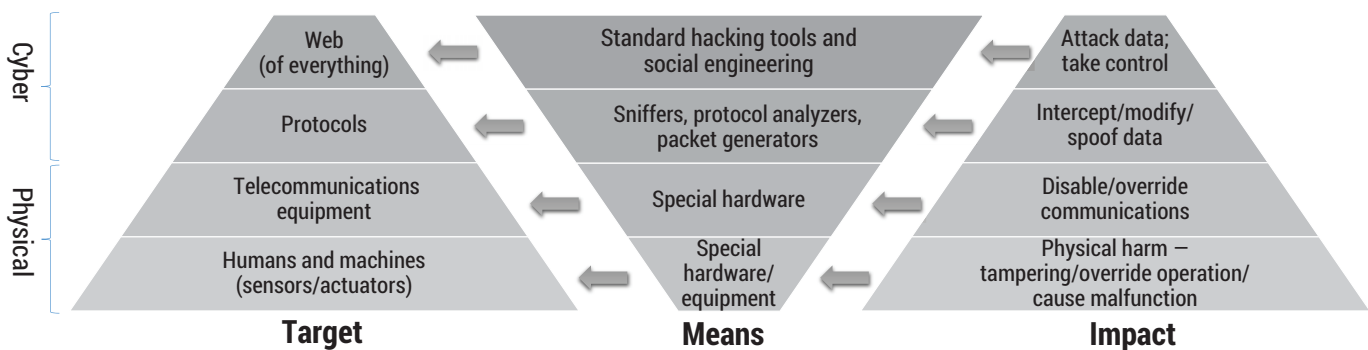 Cyber
Physical
Web
(of everything)
Standard hacking tools and
social engineering
Attack data;
take control
Protocols
Sniffers, protocol analyzers,
packet generators
Intercept/modify/
spoof data
Telecommunications
equipment
Special hardware
Disable/override
communications
Humans and machines
(sensors/actuators)
Special
hardware/
equipment
Physical harm —
tampering/override operation/
cause malfunction
Target
Means
Impact